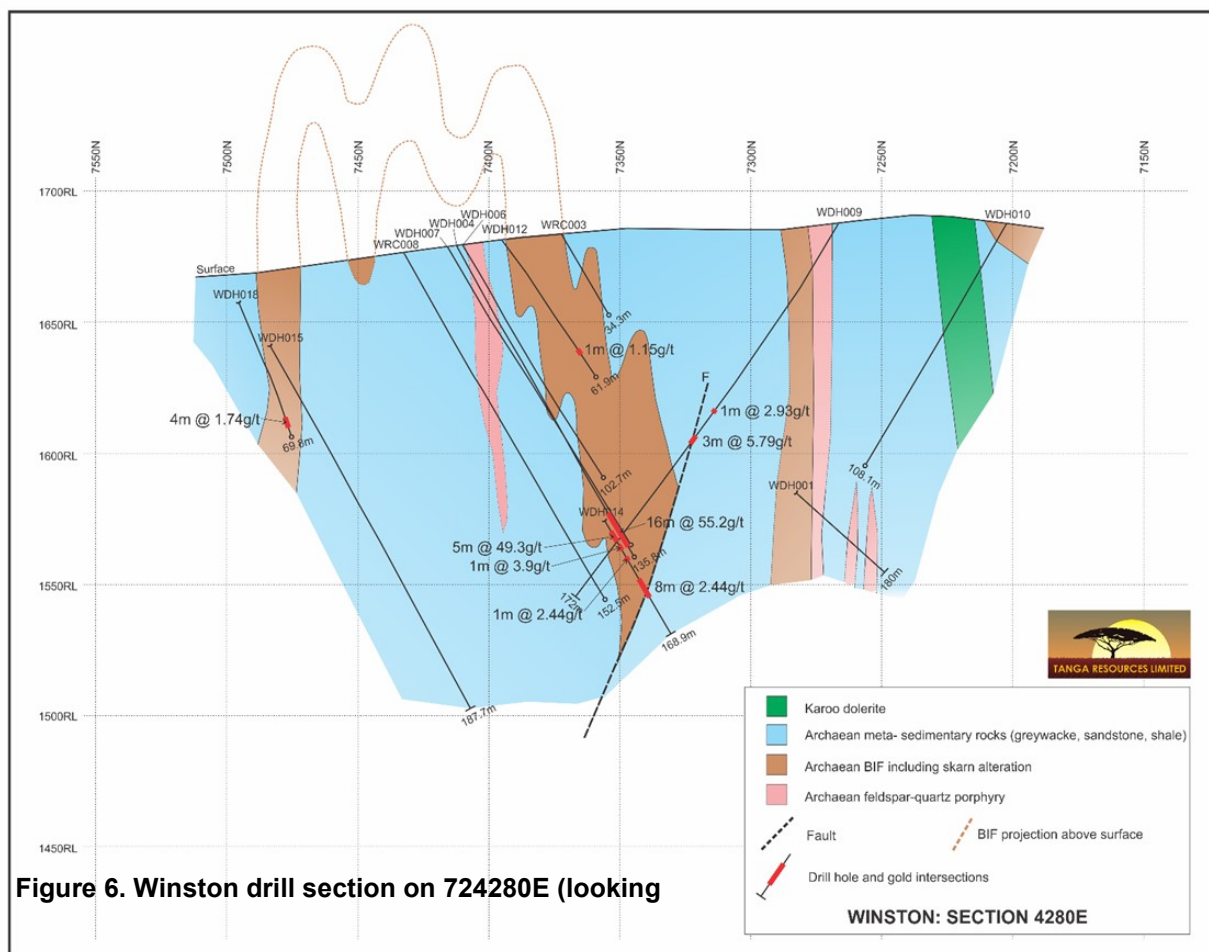 7550N
7500N
7450N
7400N
7350N
7300N
7250N
7200N
7150N
1700RL
1650RL
1600RL
1550RL
1500RL
1450RL
Surface
WDH018
WDH015
WRC008
WDH007
WDH004
WDH006
WDH012
WRC003
WDH009
WDH010
34.3m
1m @ 1.15g/t
61.9m
F
1m @ 2.93g/t
4m @ 1.74g/t
3m @ 5.79g/t
69.8m
102.7m
108.1m
WDH001
WDH014
16m @ 55.2g/t
5m @ 49.3g/t
1m @ 3.9g/t
135.8m
8m @ 2.44g/t
172m
1m @ 2.44g/t
152.5m
180m
168.9m
187.7m
TANGA RESOURCES LIMITED
Karoo dolerite
Archaean meta- sedimentary rocks (greywacke, sandstone, shale)
Archaean BIF including skarn alteration
Archaean feldspar-quartz porphyry
Fault
BIF projection above surface
Drill hole and gold intersections
WINSTON: SECTION 4280E
Figure 6. Winston drill section on 724280E (looking